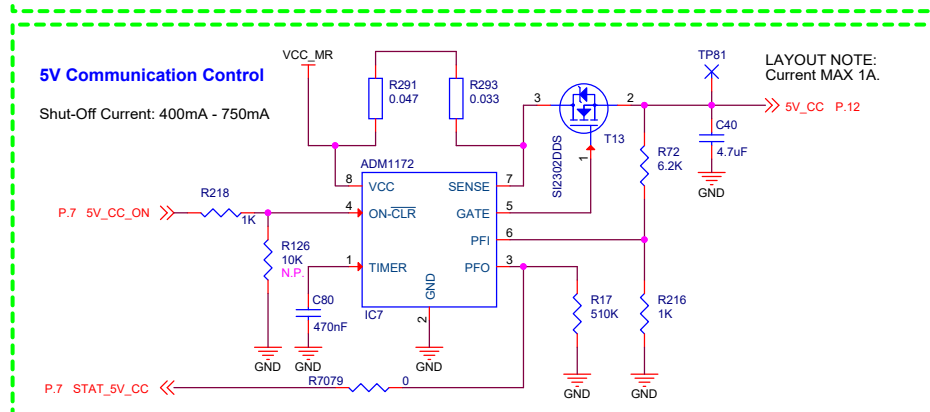 5V Communication Control
Shut-Off Current: 400mA - 750mA
VCC_MR
R291
0.047
R293
0.033
TP81
LAYOUT NOTE:
Current MAX 1A.
3
2
5V_CC P.12
T13
SI2302DDS
1
C40
4.7uF
GND
R72
6.2K
ADM1172
8
VCC
SENSE
7
R218
1K
P.7 5V_CC_ON
4
ON-CLR
GATE
5
PFI
6
R126
10K
N.P.
1
TIMER
PFO
3
GND
2
IC7
C80
470nF
R17
510K
R216
1K
GND
GND
GND
GND
GND
P.7 STAT_5V_CC
R7079
0